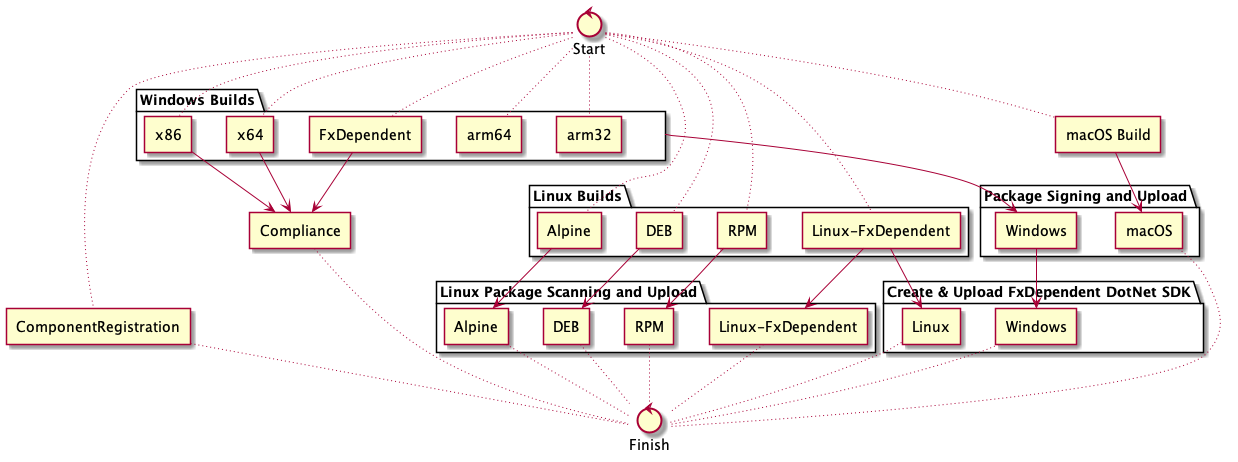 Start
Windows Builds
x86
x64
FxDependent
arm64
arm32
macOS Build
Linux Builds
Package Signing and Upload
Compliance
Alpine
DEB
RPM
Linux-FxDependent
Windows
macOS
Linux Package Scanning and Upload
Create & Upload FxDependent DotNet SDK
ComponentRegistration
Alpine
DEB
RPM
Linux-FxDependent
Linux
Windows
Finish